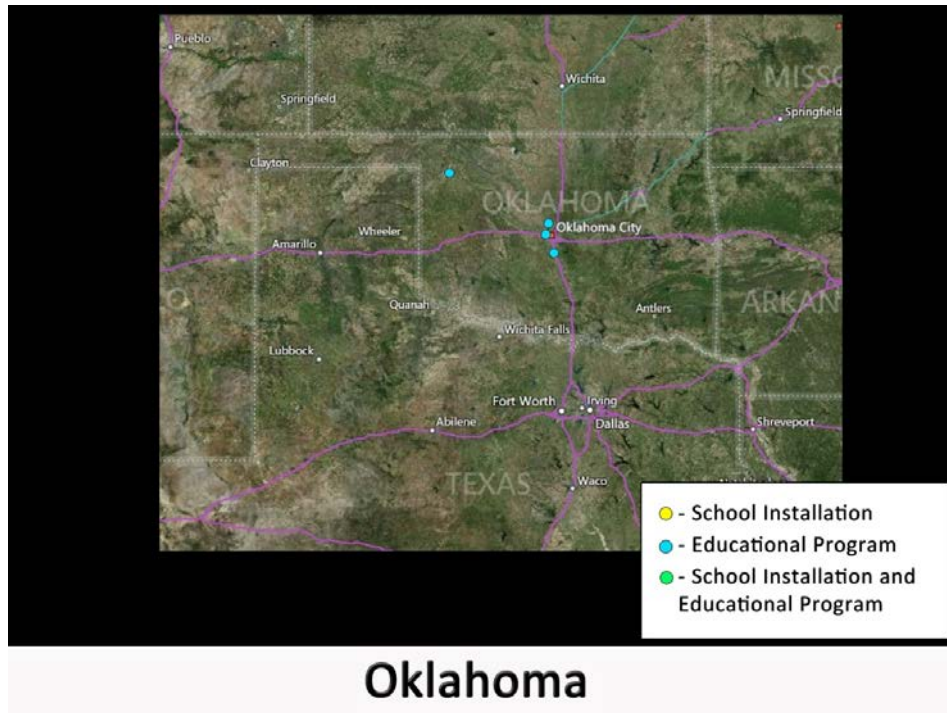 Pueblo
Wichita
MISSO
Springfield
Springfield
Clayton
OKLAHOMA
Oklahoma City
Wheeler
Amarillo
O
Quanah
Antlers
ARKAN
Wichita Falls
Lubbock
Fort Worth
Irving
Dallas
Abilene
Shreveport
TEXAS
Waco
- School Installation
- Educational Program
- School Installation and
Educational Program
Oklahoma